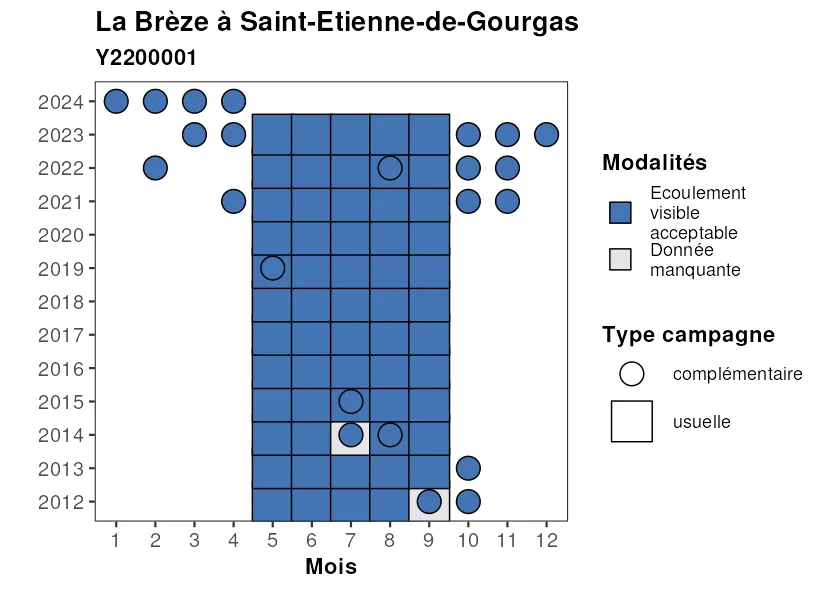 La Brèze à Saint-Etienne-de-Gourgas
Y2200001
2024
2023
2022
2021
2020
2019
2018
2017
2016
2015
2014
2013
2012
1 2 3 4 5 6 7 8 9 10 11 12
Mois
Modalités
Ecoulement
visible
acceptable
Donnée
manquante
Type campagne
complémentaire
usuelle